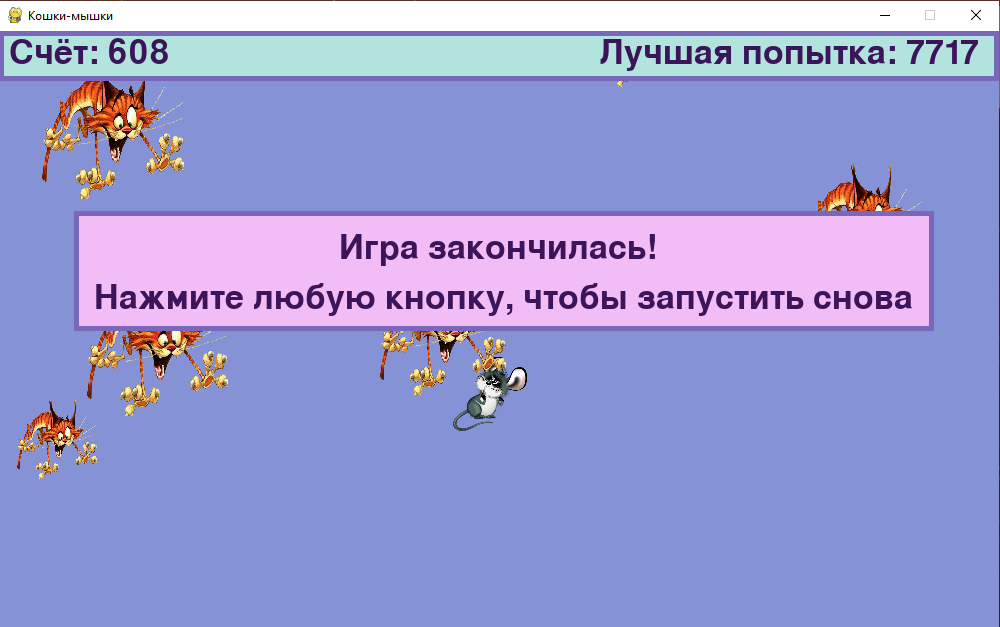 Кошки-мышки
Счёт: 608 Лучшая попытка: 7717
Игра закончилась!
Нажмите любую кнопку, чтобы запустить снова